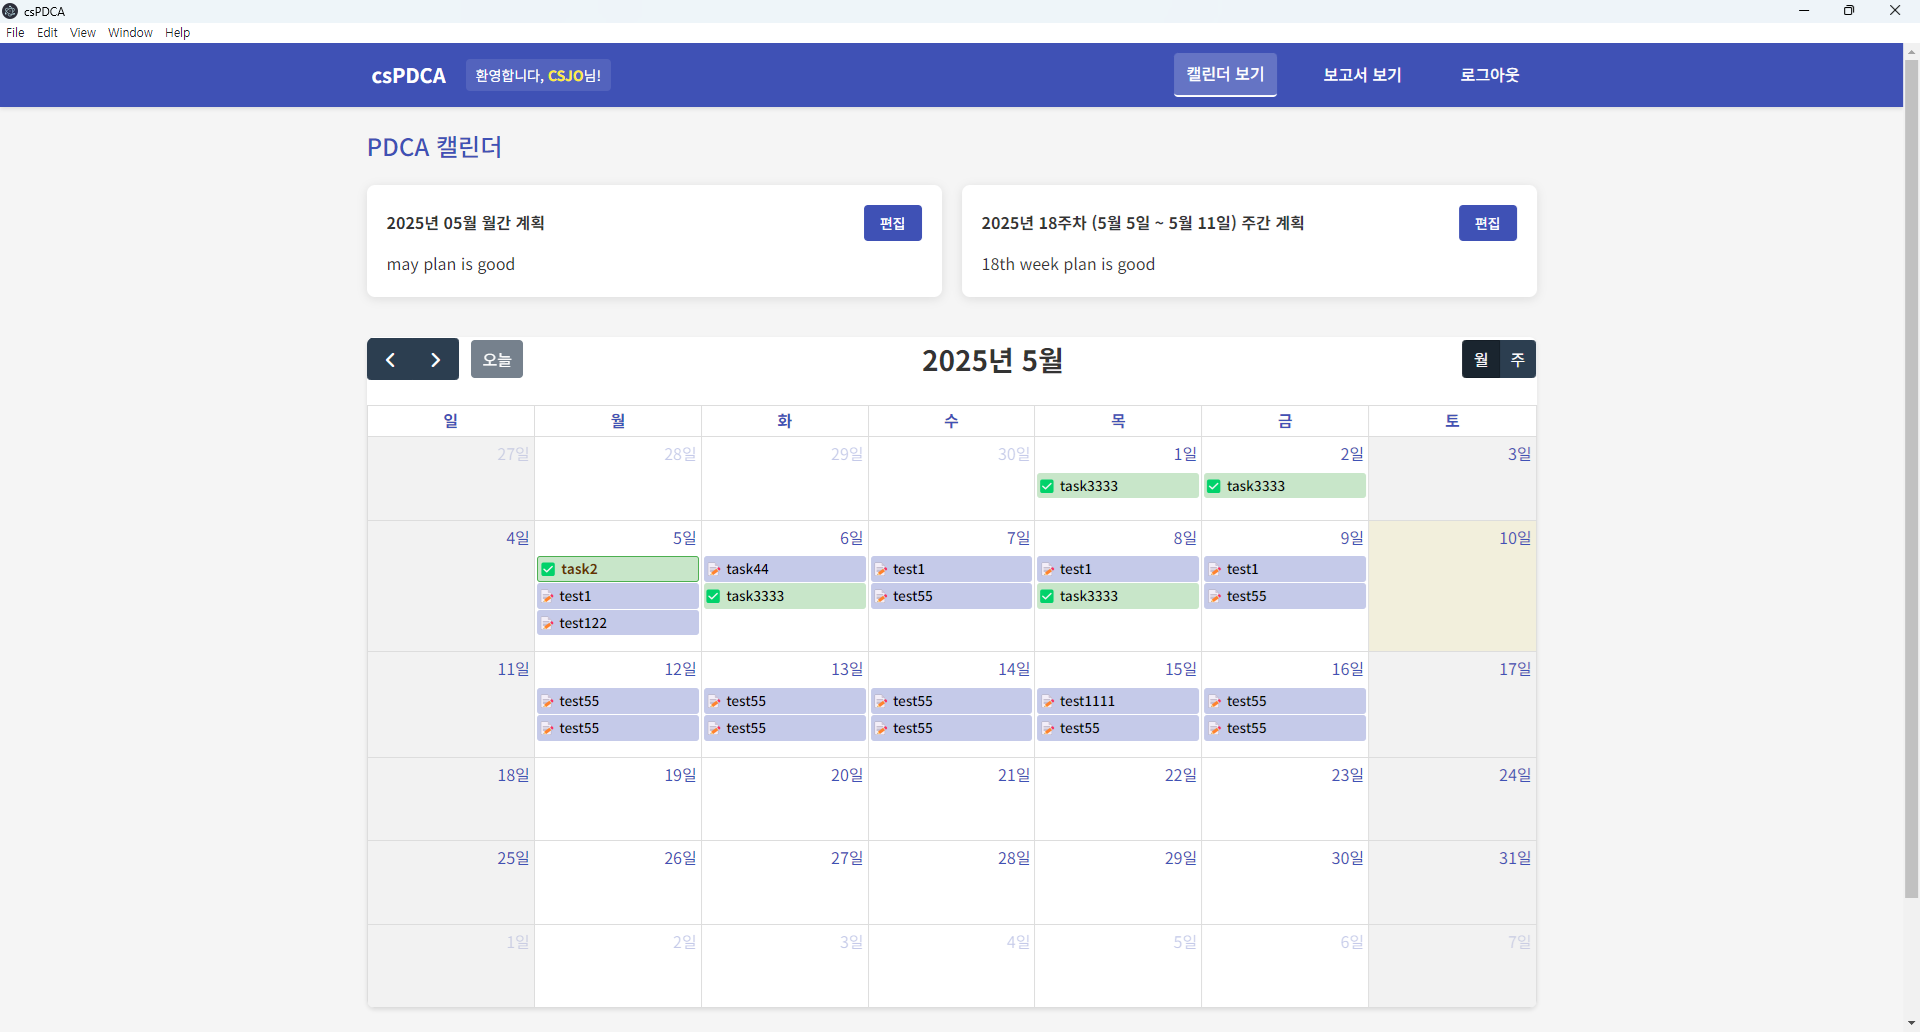 csPDCA
File Edit View Window Help
csPDCA 환영합니다, CSJO님! 캘린더 보기 보고서 보기 로그아웃
PDCA 캘린더
2025년 05월 월간 계획 편집
may plan is good
2025년 18주차 (5월 5일 ~ 5월 11일) 주간 계획 편집
18th week plan is good
오늘 2025년 5월 월 주
일 월 화 수 목 금 토
27일 28일 29일 30일 1일 2일 3일
task3333 task3333
4일 5일 6일 7일 8일 9일 10일
task2 task44 test1 test1 test1
test1 task3333 test55 task3333 test55
test122
11일 12일 13일 14일 15일 16일 17일
test55 test55 test55 test1111 test55
test55 test55 test55 test55 test55
18일 19일 20일 21일 22일 23일 24일
25일 26일 27일 28일 29일 30일 31일
1일 2일 3일 4일 5일 6일 7일